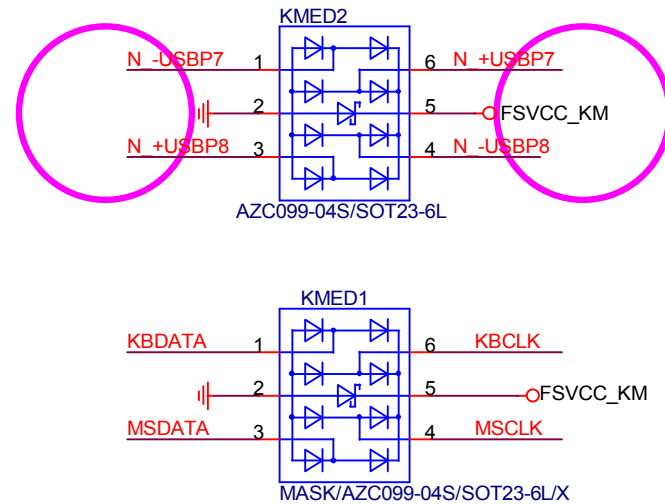 KMED2
N_-USBP7 1 6 N_+USBP7
2 5 FSVCC_KM
N_+USBP8 3 4 N_-USBP8
AZC099-04S/SOT23-6L
KMED1
KBDATA 1 6 KBCLK
2 5 FSVCC_KM
MSDATA 3 4 MSCLK
MASK/AZC099-04S/SOT23-6L/X